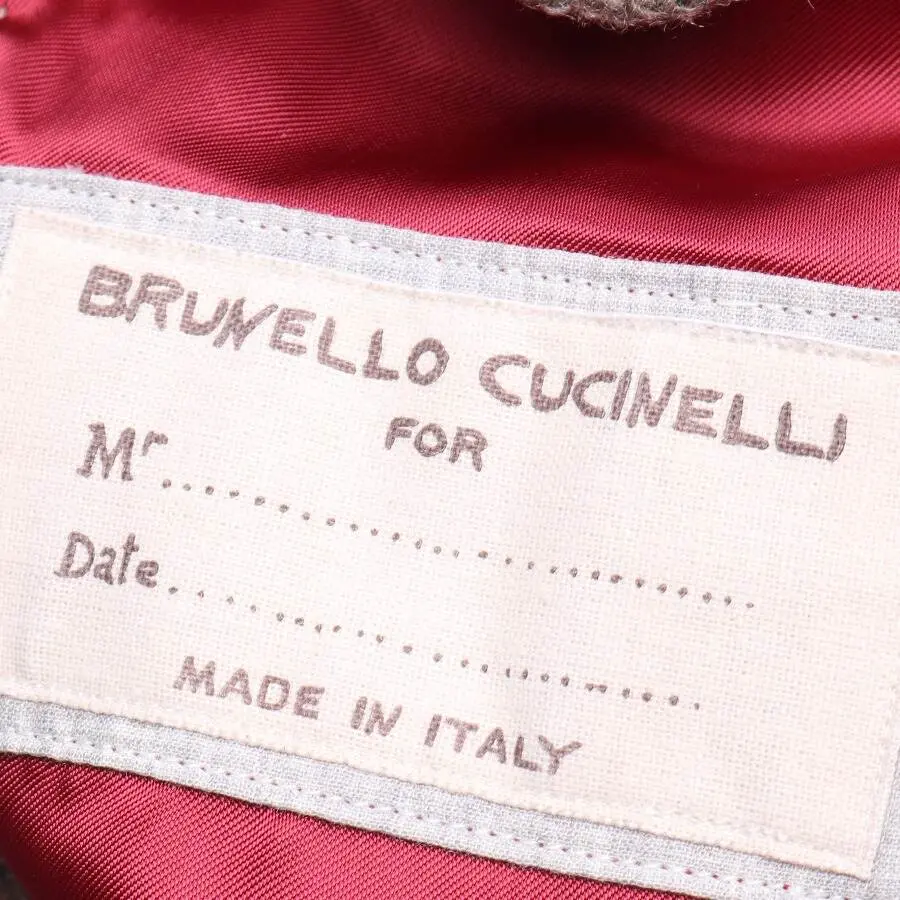 BRUNELLO CUCINELLI
FOR
Mr..............................
Date..............................
MADE IN ITALY